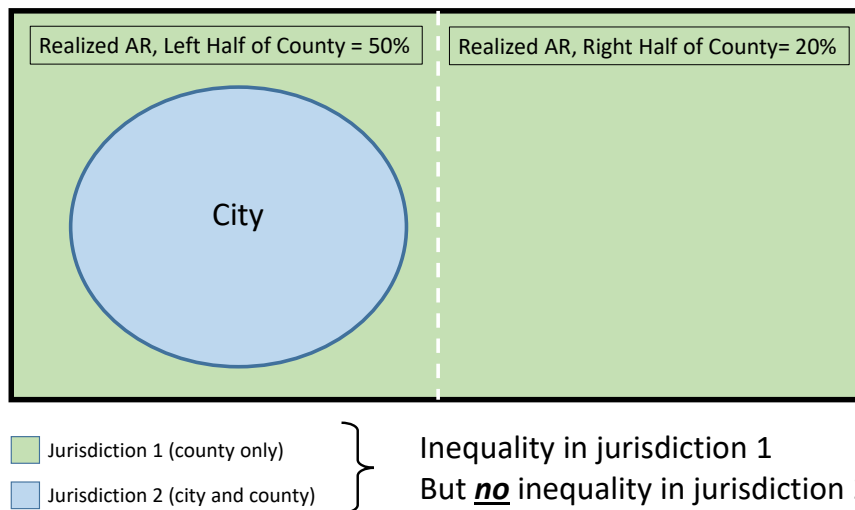 Realized AR, Left Half of County = 50%
Realized AR, Right Half of County= 20%
City
Jurisdiction 1 (county only)
Jurisdiction 2 (city and county)
Inequality in jurisdiction 1
But no inequality in jurisdiction